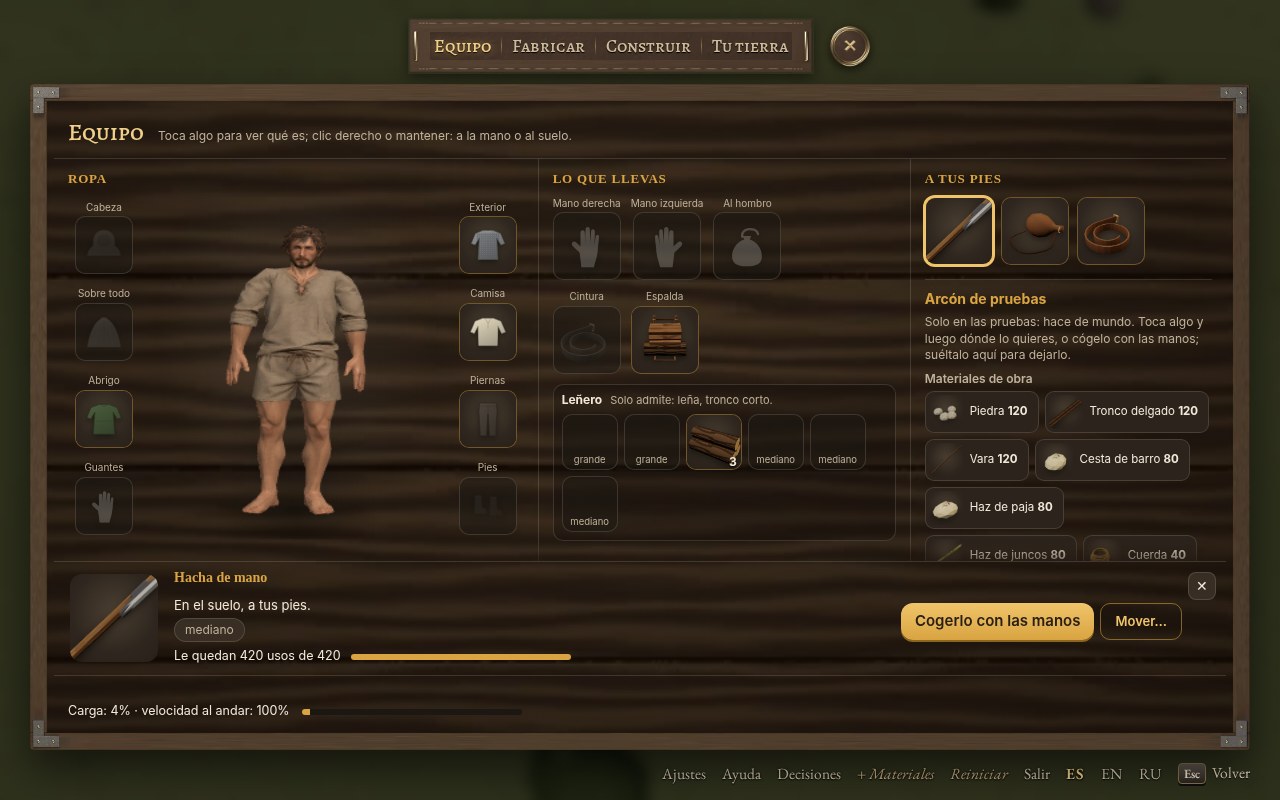 Equipo Fabricar Construir Tu tierra ✕
Equipo Toca algo para ver qué es; clic derecho o mantener: a la mano o al suelo.
ROPA
Cabeza
Sobre todo
Abrigo
Guantes
Exterior
Camisa
Piernas
Pies
LO QUE LLEVAS
Mano derecha Mano izquierda Al hombro
Cintura Espalda
Leñero Solo admite: leña, tronco corto.
grande grande 3 mediano mediano
mediano
A TUS PIES
Arcón de pruebas
Solo en las pruebas: hace de mundo. Toca algo y
luego dónde lo quieres, o cógelo con las manos;
suéltalo aquí para dejarlo.
Materiales de obra
Piedra 120 Tronco delgado 120
Vara 120 Cesta de barro 80
Haz de paja 80
Haz de juncos 80 Cuerda 40
Hacha de mano
En el suelo, a tus pies.
mediano
Le quedan 420 usos de 420
✕
Cogerlo con las manos Mover...
Carga: 4% · velocidad al andar: 100%
Ajustes Ayuda Decisiones + Materiales Reiniciar Salir ES EN RU Esc Volver